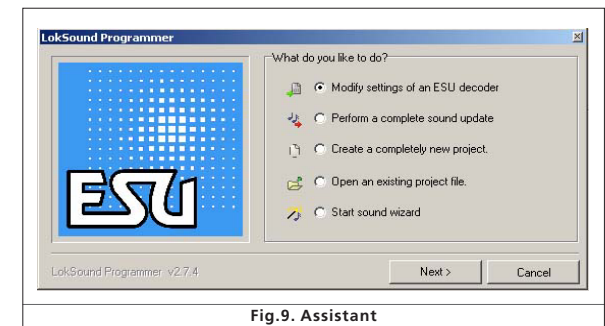 LokSound Programmer
What do you like to do?
Modify settings of an ESU decoder
Perform a complete sound update
Create a completely new project.
Open an existing project file.
Start sound wizard
ESU
LokSound Programmer v2.7.4
Next >
Cancel
Fig.9. Assistant